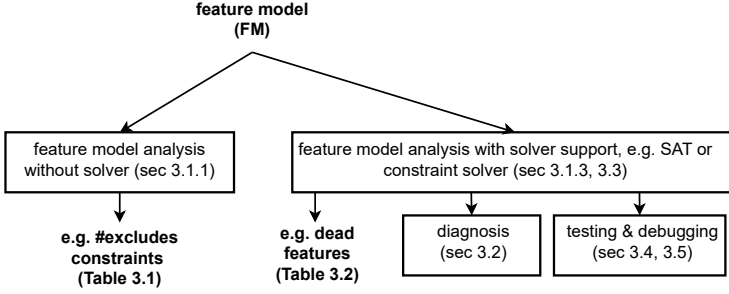 feature model
(FM)
feature model analysis
without solver (sec 3.1.1)
feature model analysis with solver support, e.g. SAT or
constraint solver (sec 3.1.3, 3.3)
e.g. #excludes
constraints
(Table 3.1)
e.g. dead
features
(Table 3.2)
diagnosis
(sec 3.2)
testing & debugging
(sec 3.4, 3.5)